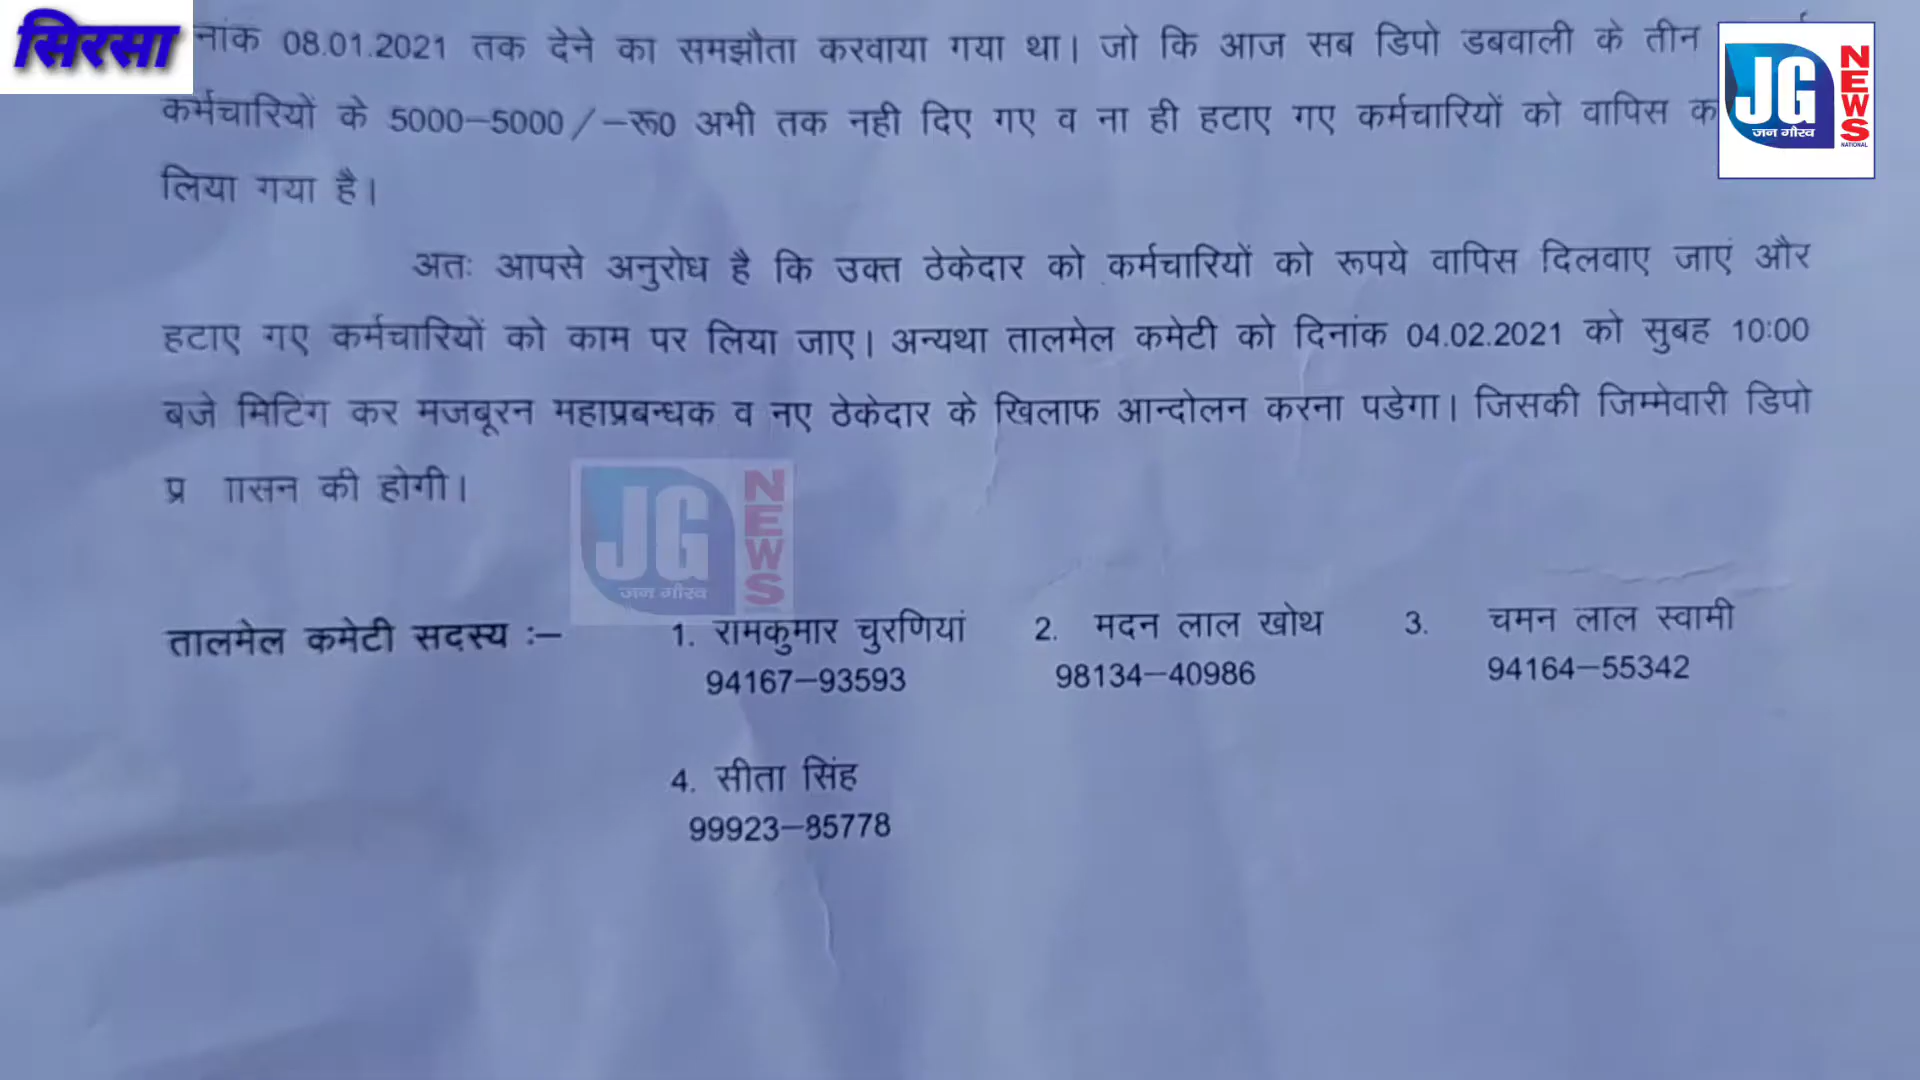 सिरसा
नांक 08.01.2021 तक देने का समझौता करवाया गया था। जो कि आज सब डिपो डबवाली के तीन
कर्मचारियों के 5000–5000/–रू0 अभी तक नही दिए गए व ना ही हटाए गए कर्मचारियों को वापिस
लिया गया है।
अतः आपसे अनुरोध है कि उक्त ठेकेदार को कर्मचारियों को रूपये वापिस दिलवाए जाएं और
हटाए गए कर्मचारियों को काम पर लिया जाए। अन्यथा तालमेल कमेटी को दिनांक 04.02.2021 को सुबह 10:00
बजे मिटिंग कर मजबूरन महाप्रबन्धक व नए ठेकेदार के खिलाफ आन्दोलन करना पडेगा। जिसकी जिम्मेवारी डिपो
प्र ाासन की होगी।
तालमेल कमेटी सदस्य :– 1. रामकुमार चुरणियां 2. मदन लाल खोथ 3. चमन लाल स्वामी
94167–93593 98134–40986 94164–55342
4. सीता सिंह
99923–85778
JG NEWS
जन गौरव
NATIONAL
JG NEWS
जन गौरव